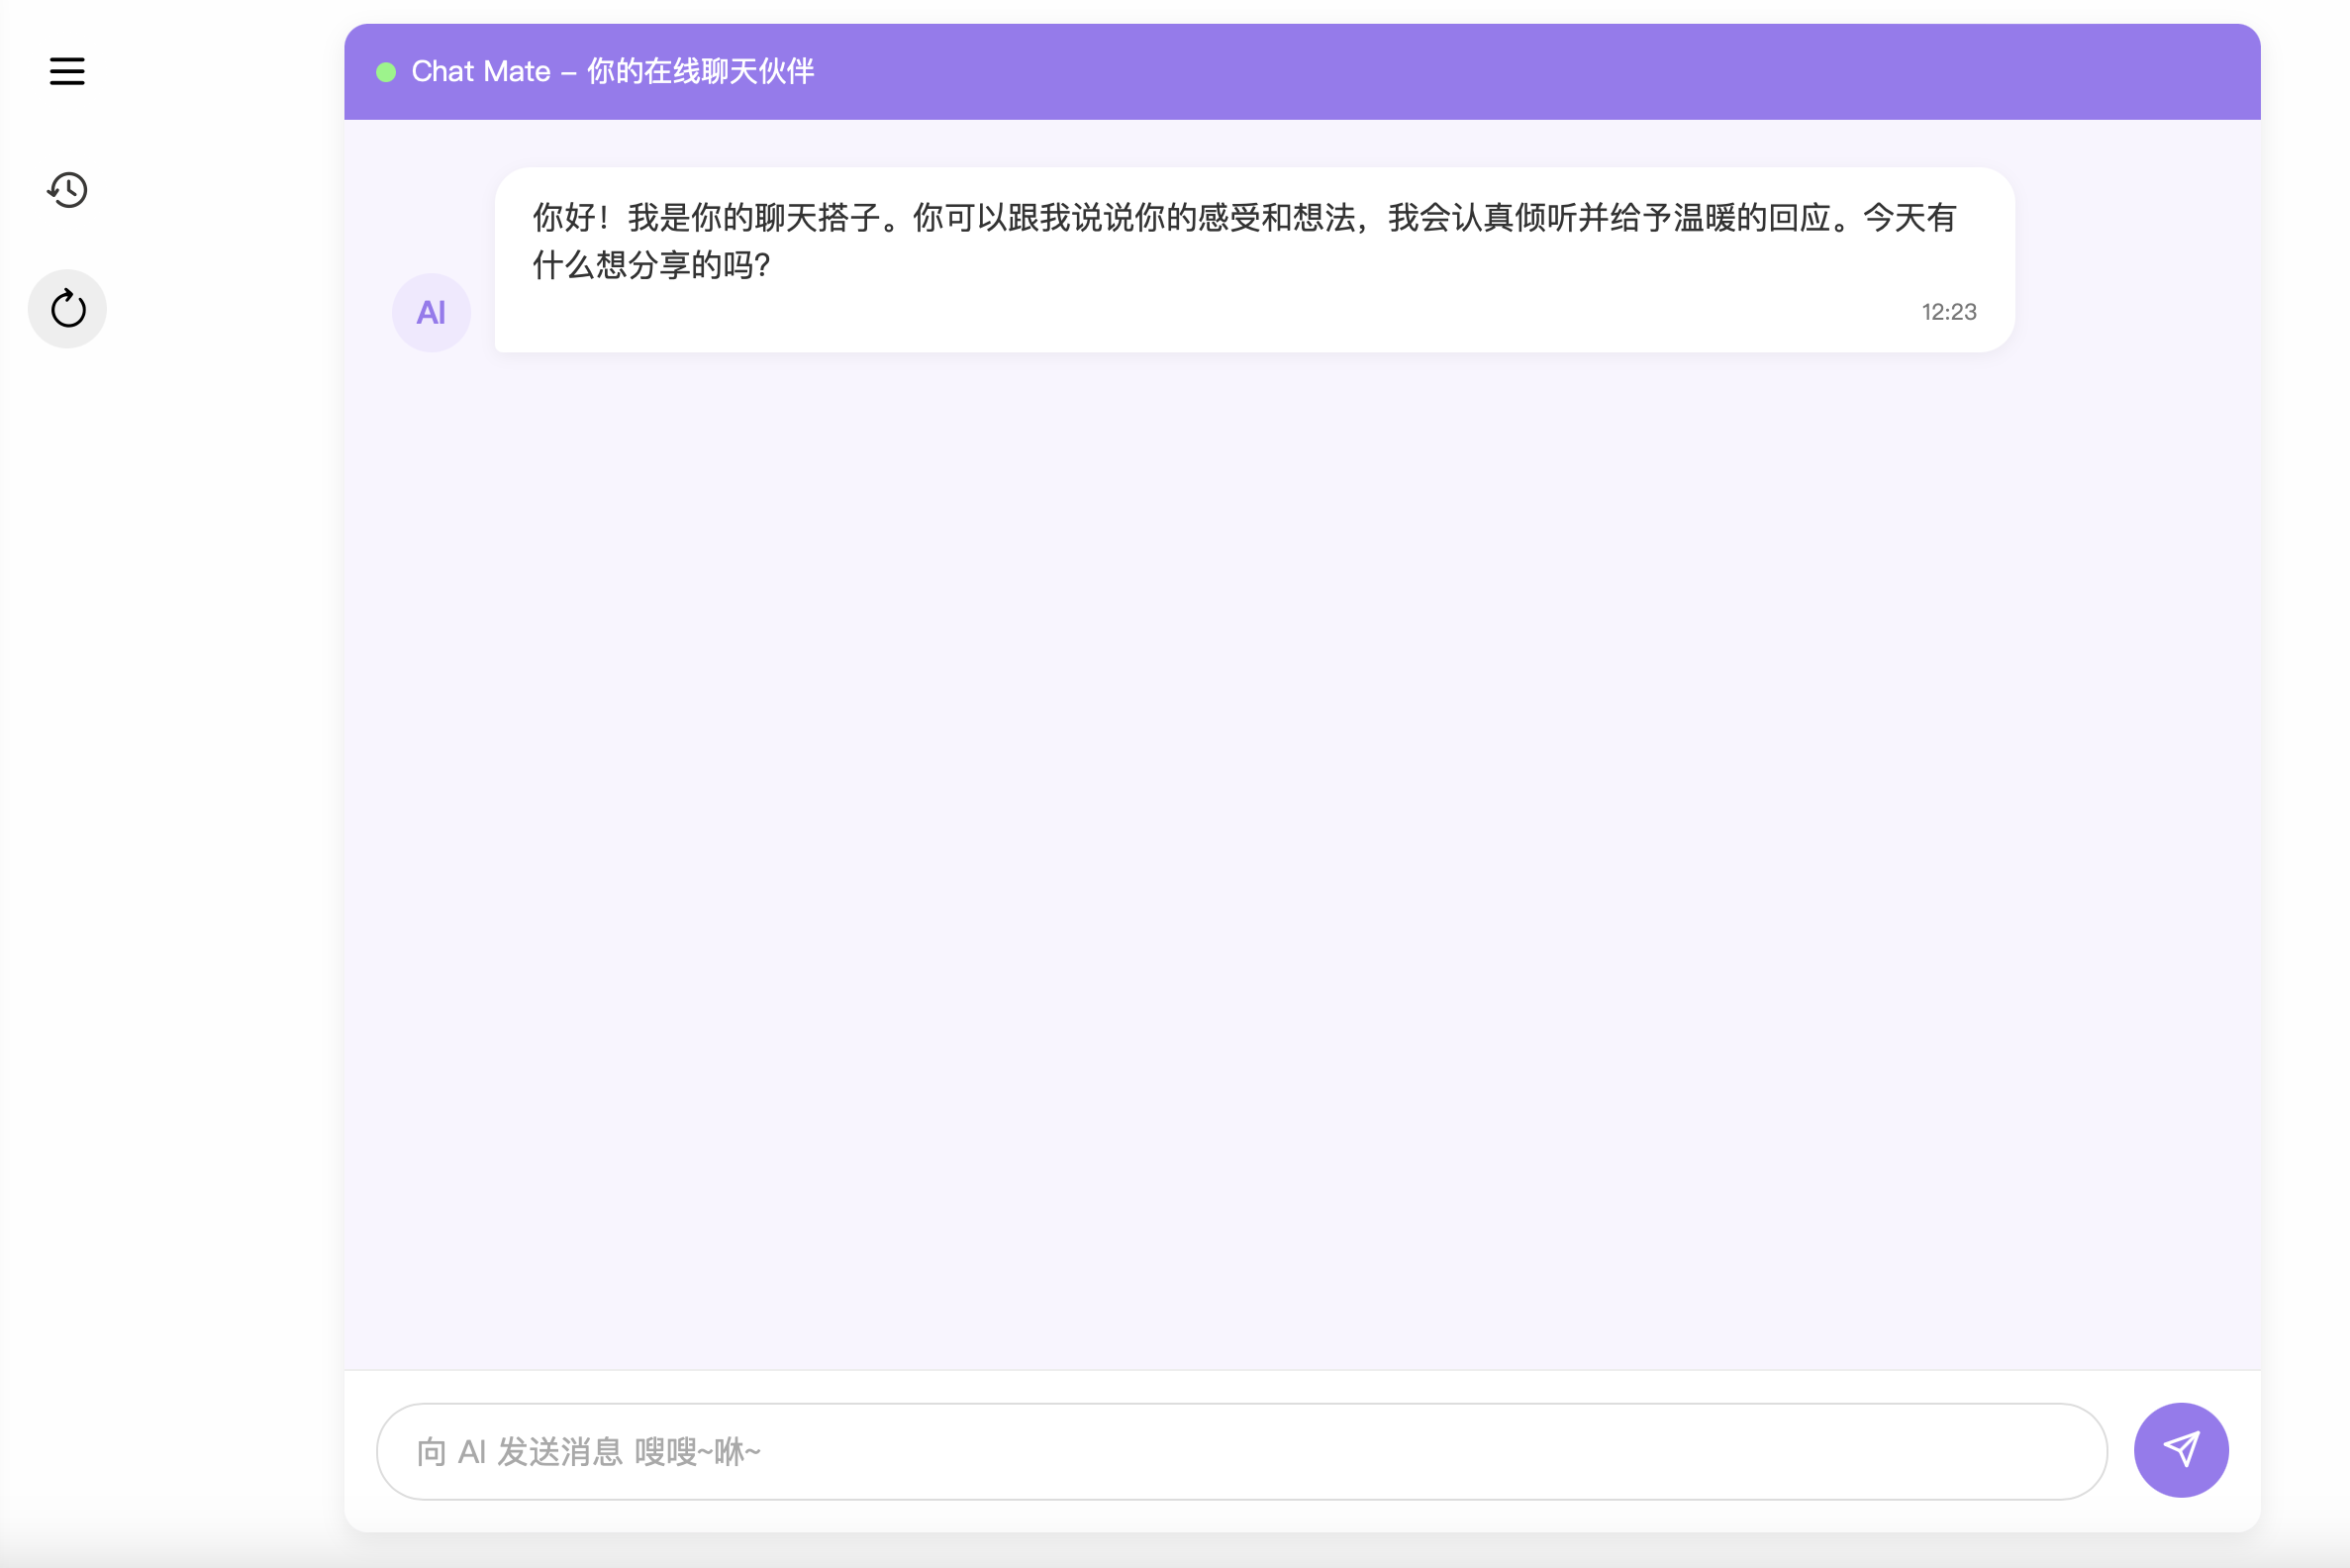 Chat Mate – 你的在线聊天伙伴
你好！我是你的聊天搭子。你可以跟我说说你的感受和想法，我会认真倾听并给予温暖的回应。今天有
什么想分享的吗？
AI
12:23
向 AI 发送消息 嗖嗖~咻~